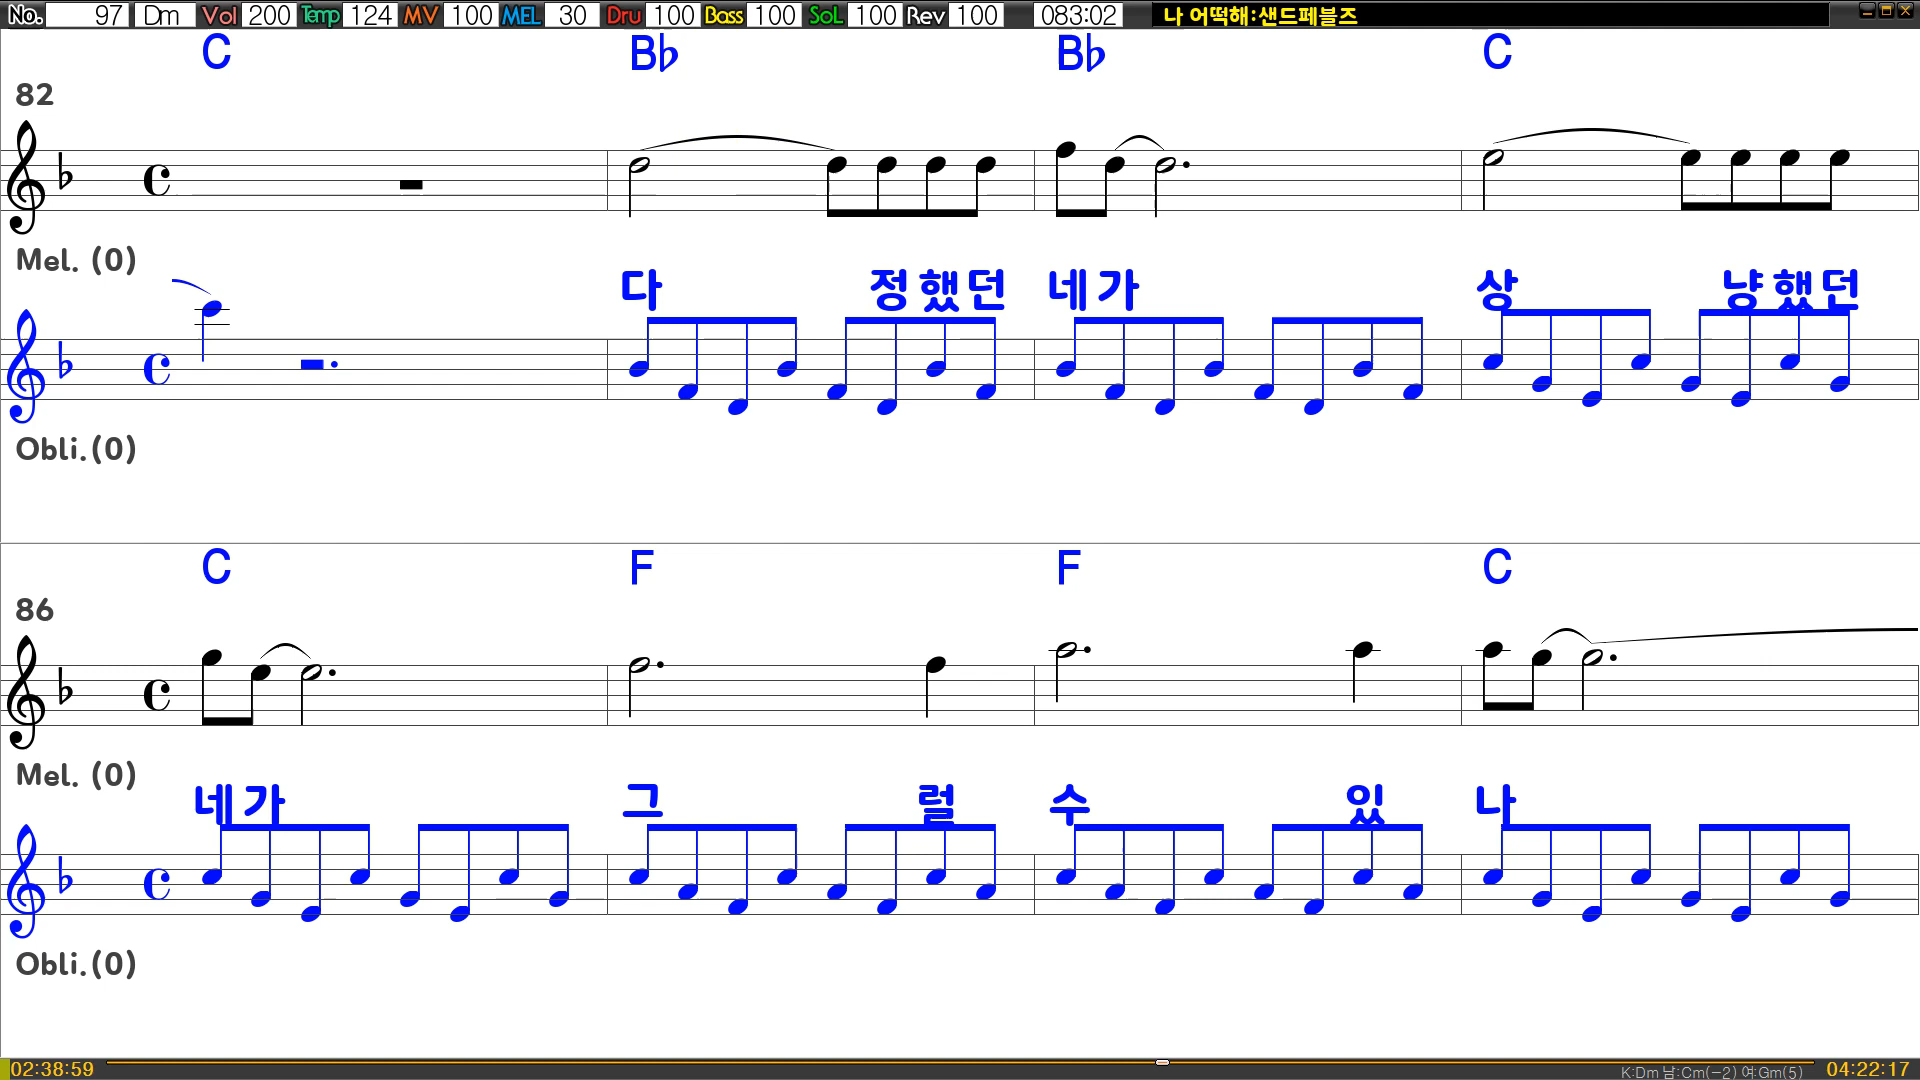 No. 97 Dm Vol 200 Temp 124 MV 100 MEL 30 Dru 100 Bass 100 SoL 100 Rev 100 083:02 나 어떡해:샌드페블즈
C B♭ B♭ C
82
Mel. (0)
다 정했던 네가 상 냥했던
Obli.(0)
C F F C
86
Mel. (0)
네가 그 럴 수 있 나
Obli.(0)
02:38:59 K:Dm 남:Cm(-2) 여:Gm(5) 04:22:17